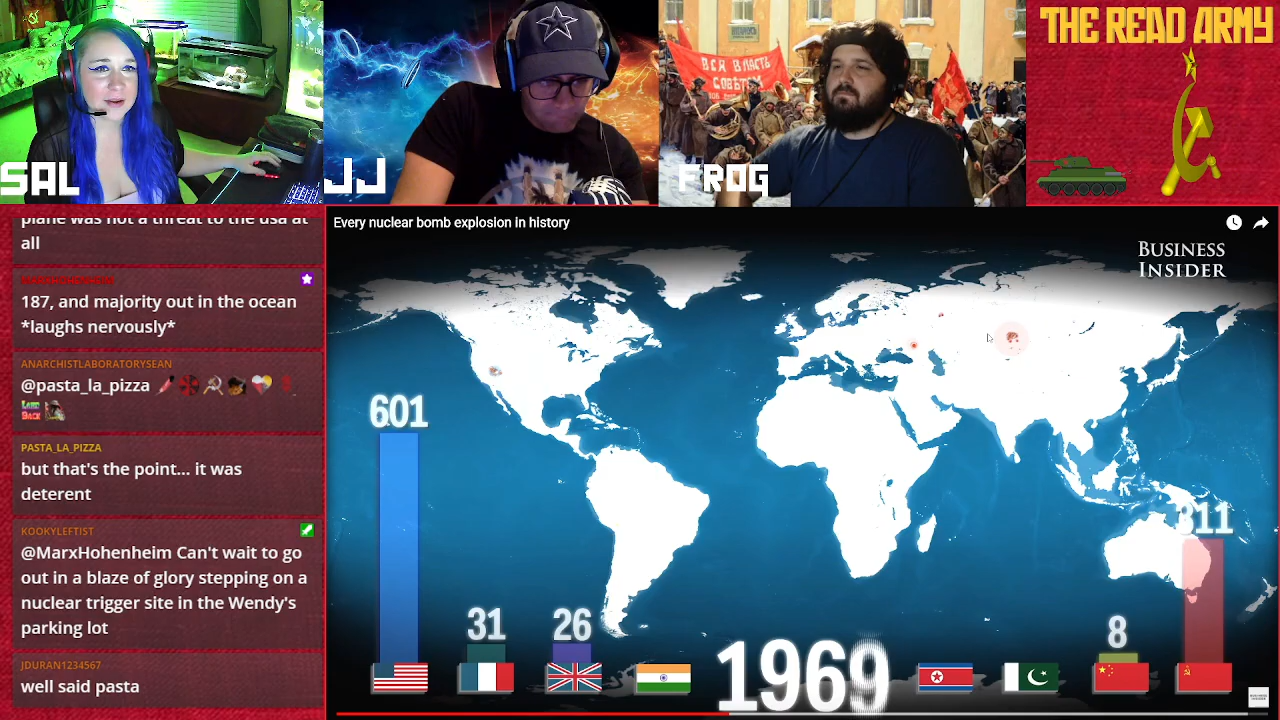 THE READ ARMY
ВСЯ ВЛАСТЬ
СОВѢТАМ
SAL
JJ
FROG
plane was not a threat to the usa at
all
187, and majority out in the ocean
*laughs nervously*
ANARCHISTLABORATORYSEAN
@pasta_la_pizza
PASTA_LA_PIZZA
but that's the point... it was
deterent
KOOKYLEFTIST
@MarxHohenheim Can't wait to go
out in a blaze of glory stepping on a
nuclear trigger site in the Wendy's
parking lot
JDURAN1234567
well said pasta
Every nuclear bomb explosion in history
BUSINESS
INSIDER
601
31
26
1969
8
311